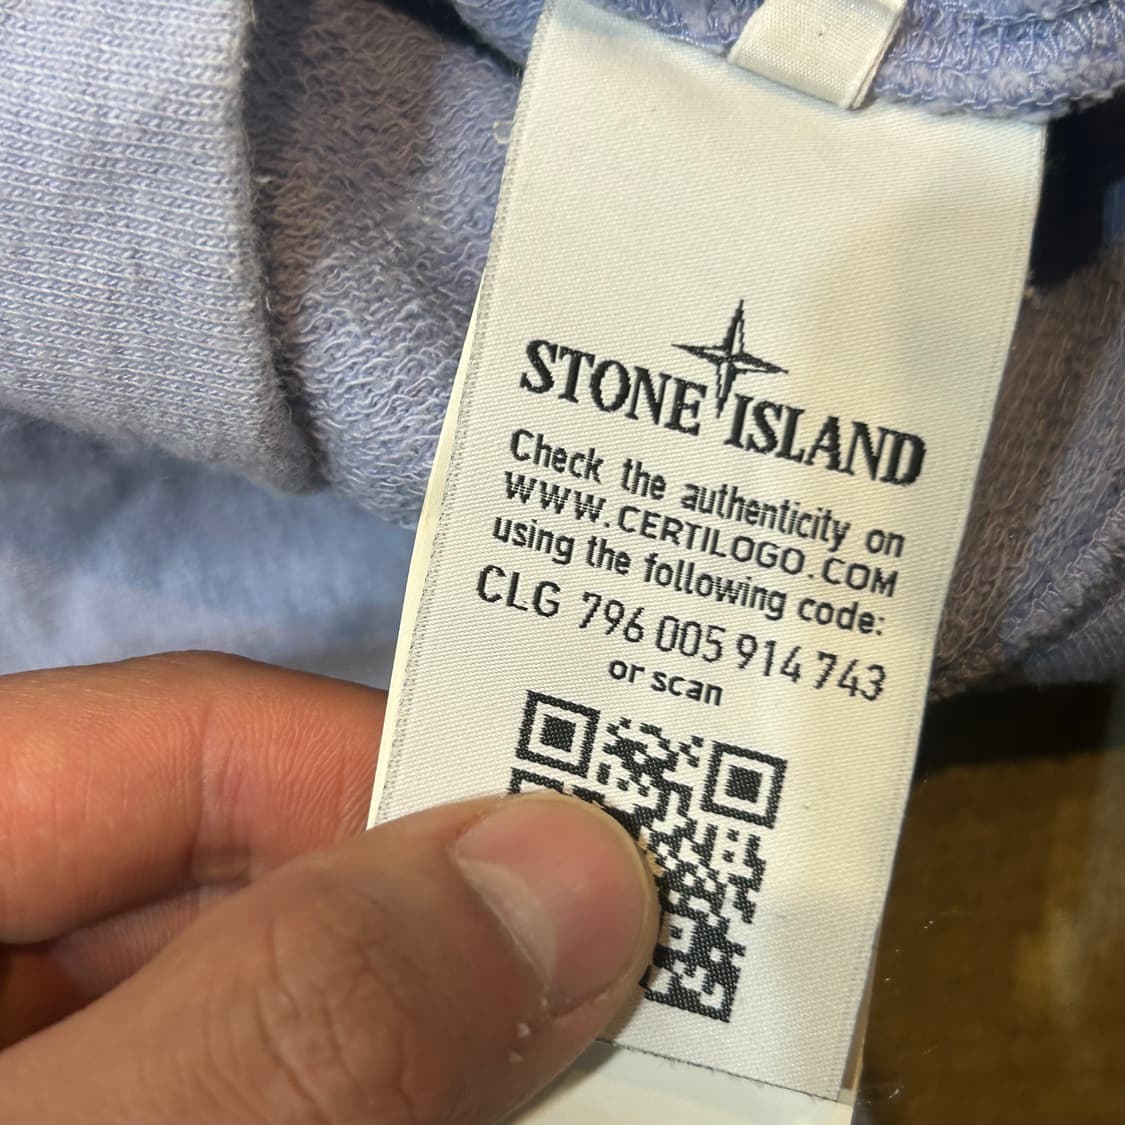 STONE ISLAND
Check the authenticity on
WWW.CERTILOGO.COM
using the following code:
CLG 796 005 914 743
or scan